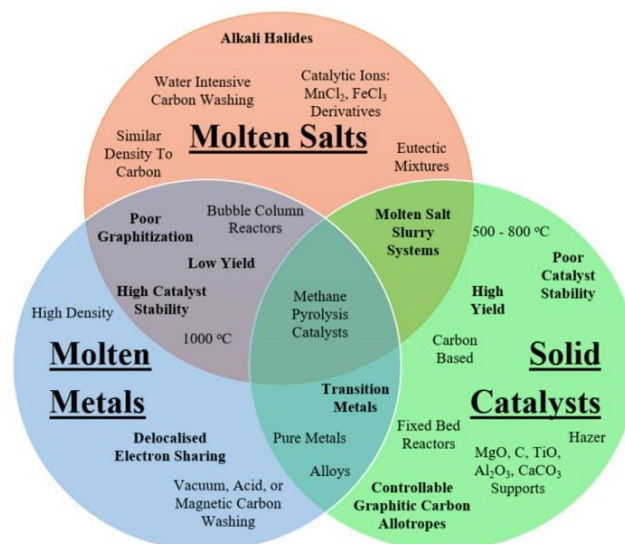 Alkali Halides
Water Intensive
Carbon Washing
Catalytic Ions:
MnCl₂, FeCl₃
Derivatives
Molten Salts
Similar
Density To
Carbon
Eutectic
Mixtures
Poor
Graphitization
Bubble Column
Reactors
Low Yield
High Catalyst
Stability
1000 ºC
Molten Salt
Slurry
Systems
500 - 800 ºC
Poor
Catalyst
Stability
High
Yield
Carbon
Based
High Density
Methane
Pyrolysis
Catalysts
Molten
Metals
Solid
Catalysts
Transition
Metals
Pure Metals
Alloys
Delocalised
Electron Sharing
Vacuum, Acid, or
Magnetic Carbon
Washing
Fixed Bed
Reactors
Hazer
MgO, C, TiO,
Al₂O₃, CaCO₃
Supports
Controllable
Graphitic Carbon
Allotropes